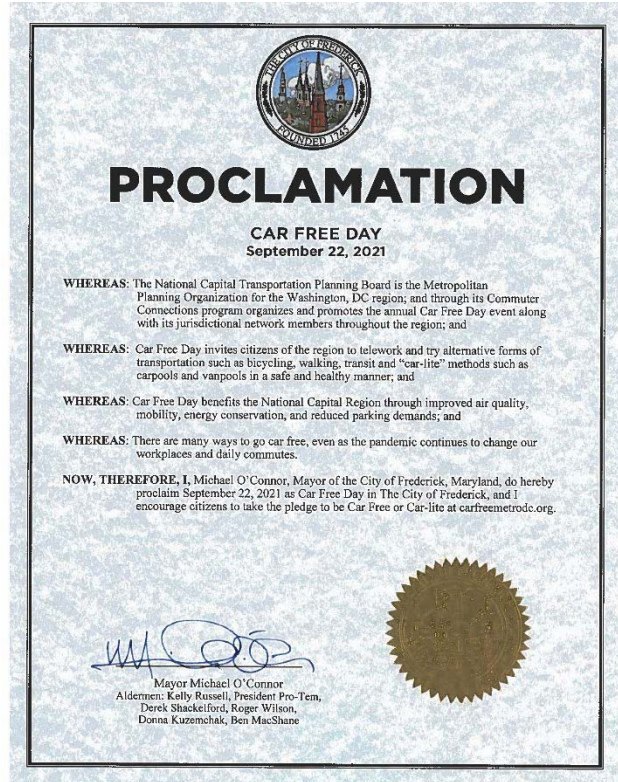 THE CITY OF FREDERICK
FOUNDED 1745
PROCLAMATION
CAR FREE DAY
September 22, 2021
WHEREAS: The National Capital Transportation Planning Board is the Metropolitan
Planning Organization for the Washington, DC region; and through its Commuter
Connections program organizes and promotes the annual Car Free Day event along
with its jurisdictional network members throughout the region; and
WHEREAS: Car Free Day invites citizens of the region to telework and try alternative forms of
transportation such as bicycling, walking, transit and “car-lite” methods such as
carpools and vanpools in a safe and healthy manner; and
WHEREAS: Car Free Day benefits the National Capital Region through improved air quality,
mobility, energy conservation, and reduced parking demands; and
WHEREAS: There are many ways to go car free, even as the pandemic continues to change our
workplaces and daily commutes.
NOW, THEREFORE, I, Michael O’Connor, Mayor of the City of Frederick, Maryland, do hereby
proclaim September 22, 2021 as Car Free Day in The City of Frederick, and I
encourage citizens to take the pledge to be Car Free or Car-lite at carfreemetrodc.org.
Mayor Michael O’Connor
Aldermen: Kelly Russell, President Pro-Tem,
Derek Shackelford, Roger Wilson,
Donna Kuzemchak, Ben MacShane